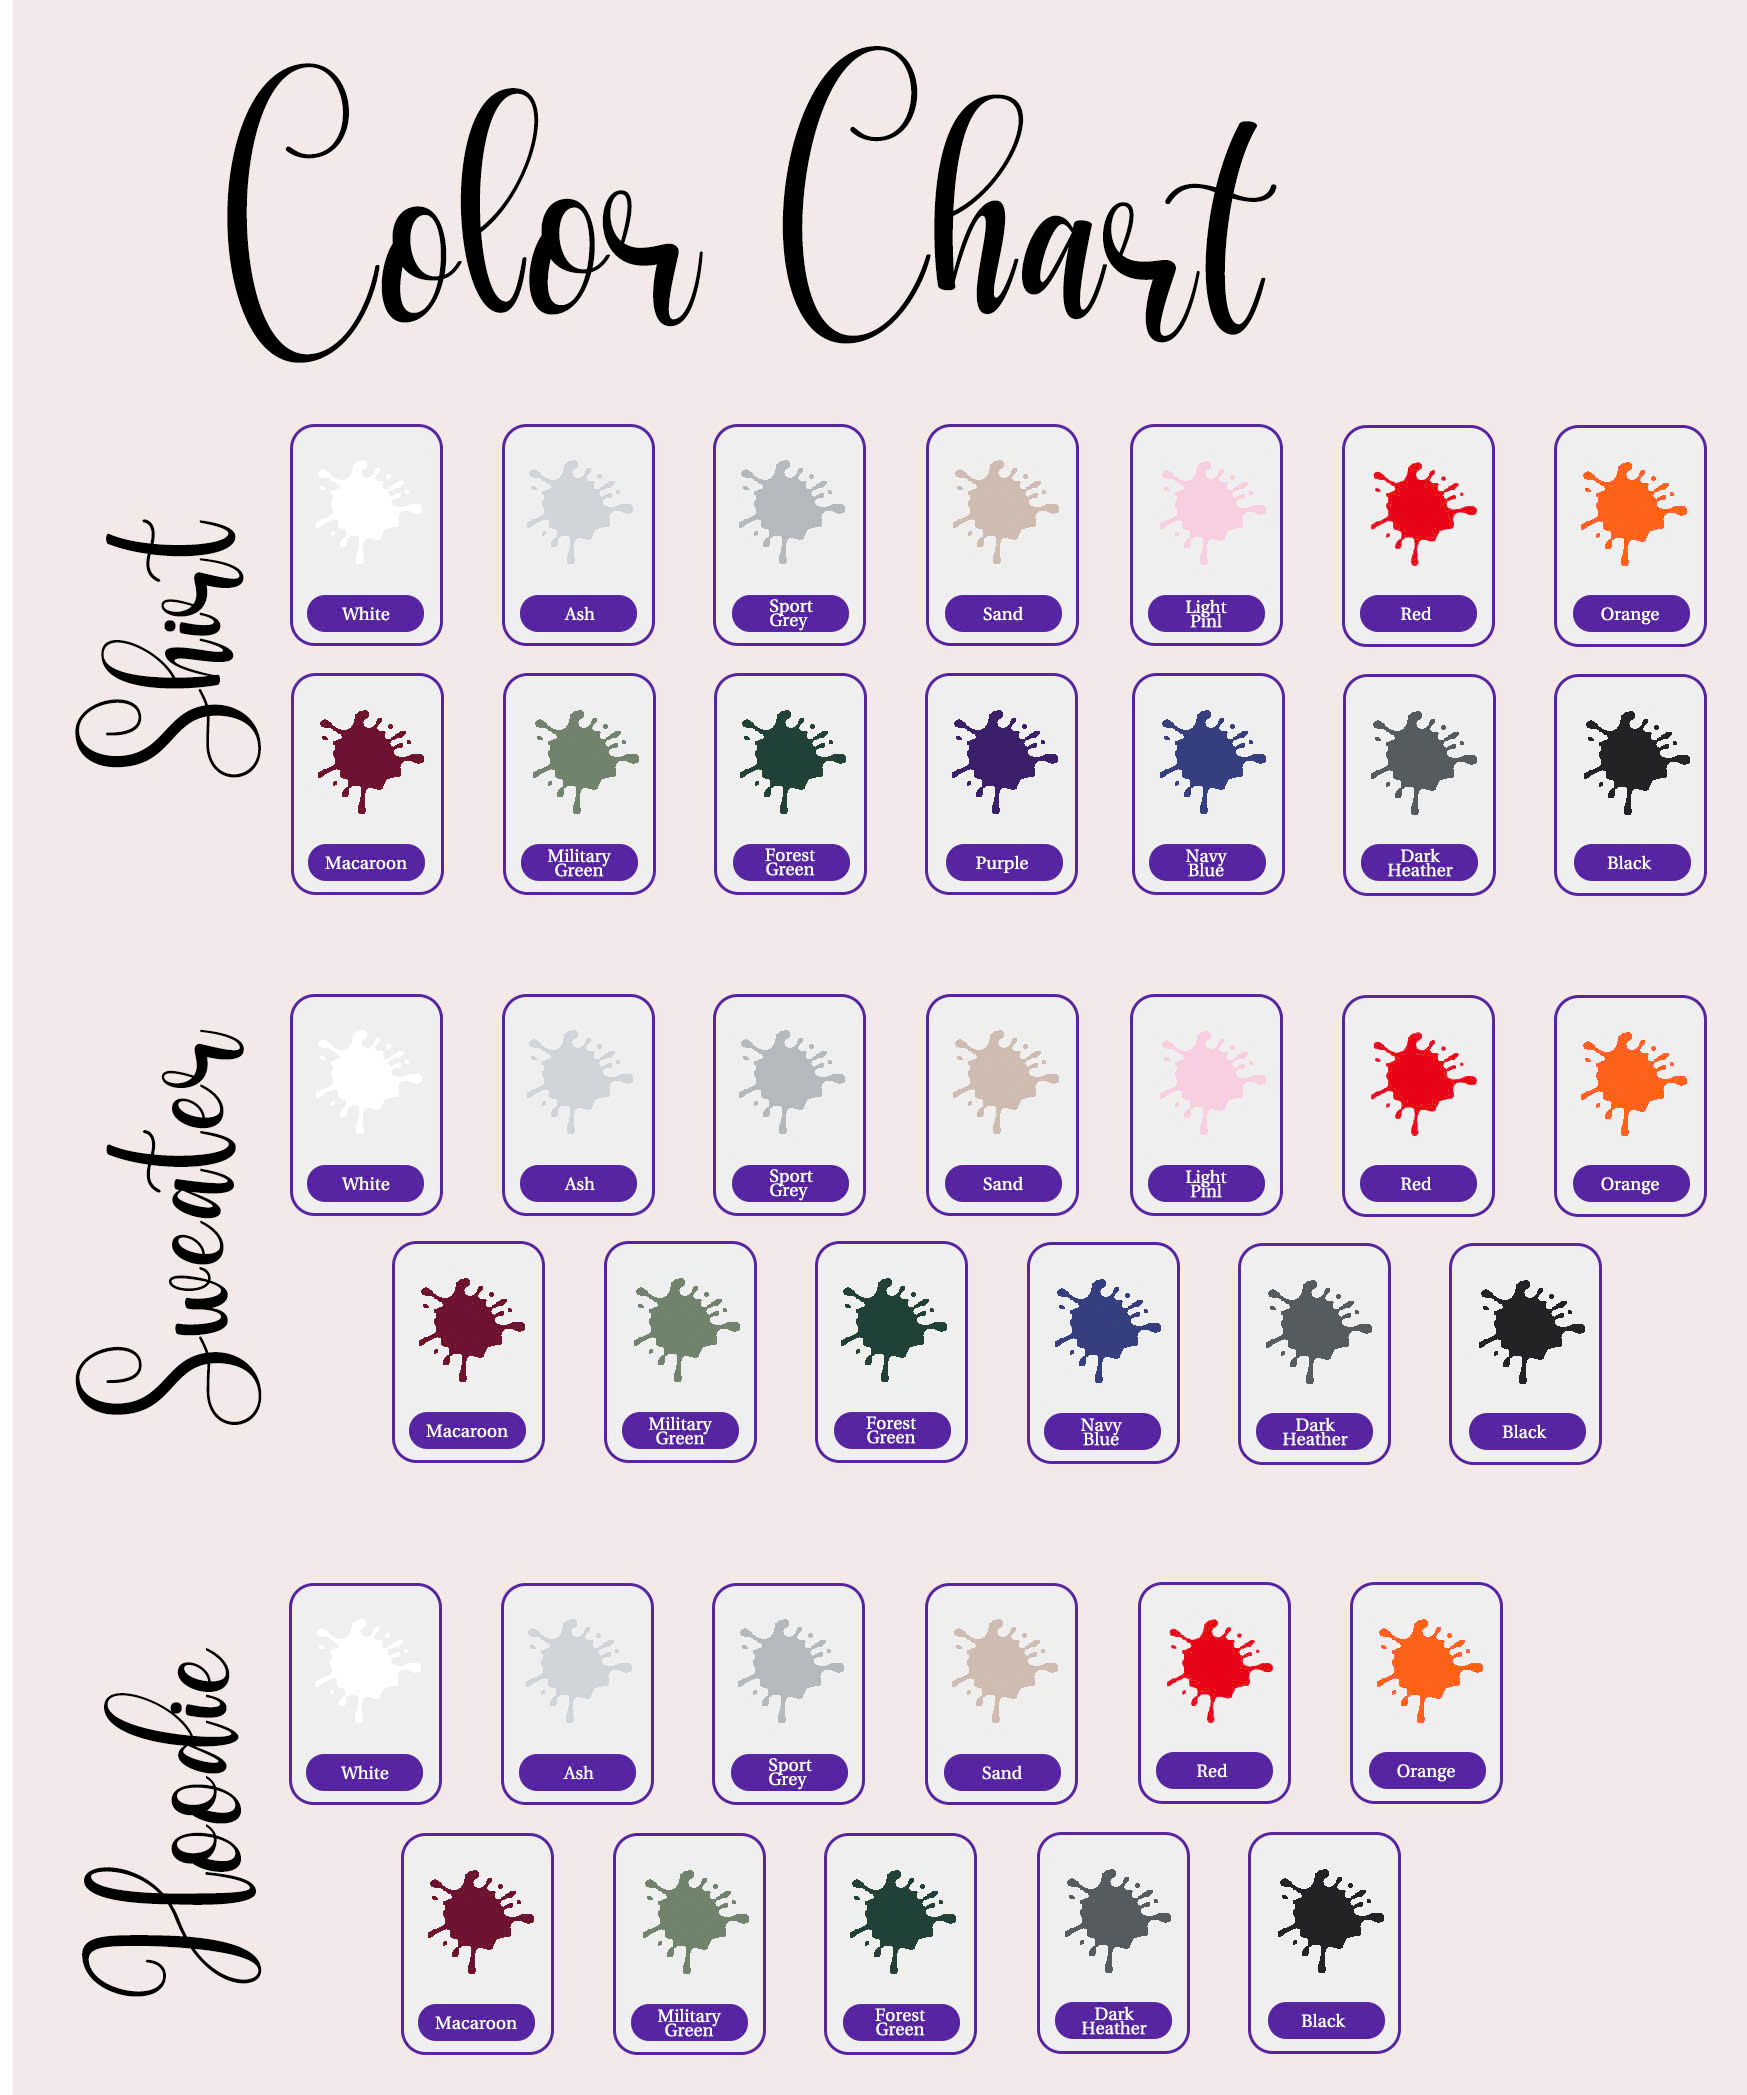 Color Chart
Shirt
White
Ash
Sport
Grey
Sand
Light
Pinl
Red
Orange
Macaroon
Military
Green
Forest
Green
Purple
Navy
Blue
Dark
Heather
Black
Sweater
White
Ash
Sport
Grey
Sand
Light
Pinl
Red
Orange
Macaroon
Military
Green
Forest
Green
Navy
Blue
Dark
Heather
Black
Hoodie
White
Ash
Sport
Grey
Sand
Red
Orange
Macaroon
Military
Green
Forest
Green
Dark
Heather
Black